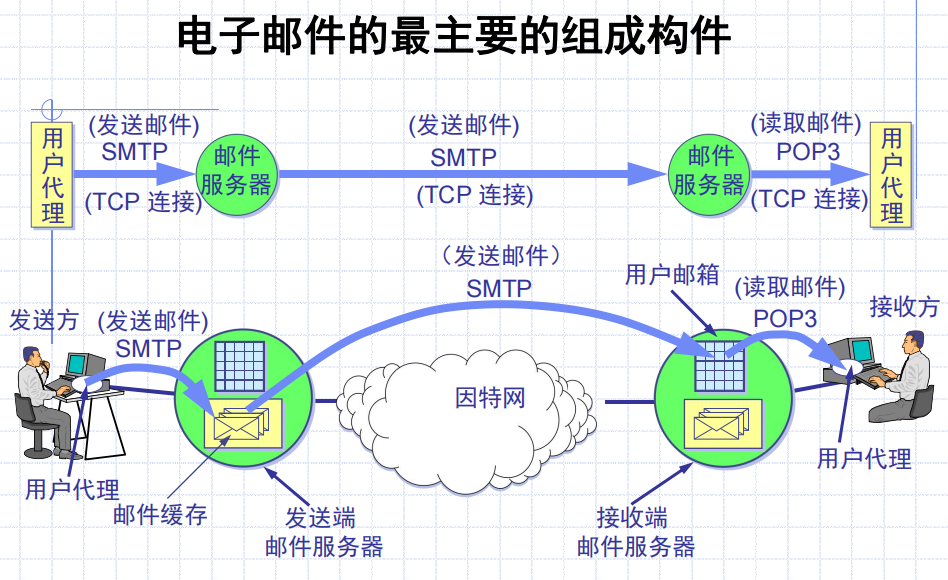 电子邮件的最主要的组成构件
用户代理
(发送邮件)
SMTP
(TCP 连接)
邮件
服务器
(发送邮件)
SMTP
(TCP 连接)
邮件
服务器
(读取邮件)
POP3
(TCP 连接)
用户代理
发送方
(发送邮件)
SMTP
（发送邮件）
SMTP
用户邮箱
(读取邮件)
POP3
接收方
因特网
用户代理
邮件缓存
发送端
邮件服务器
接收端
邮件服务器
用户代理